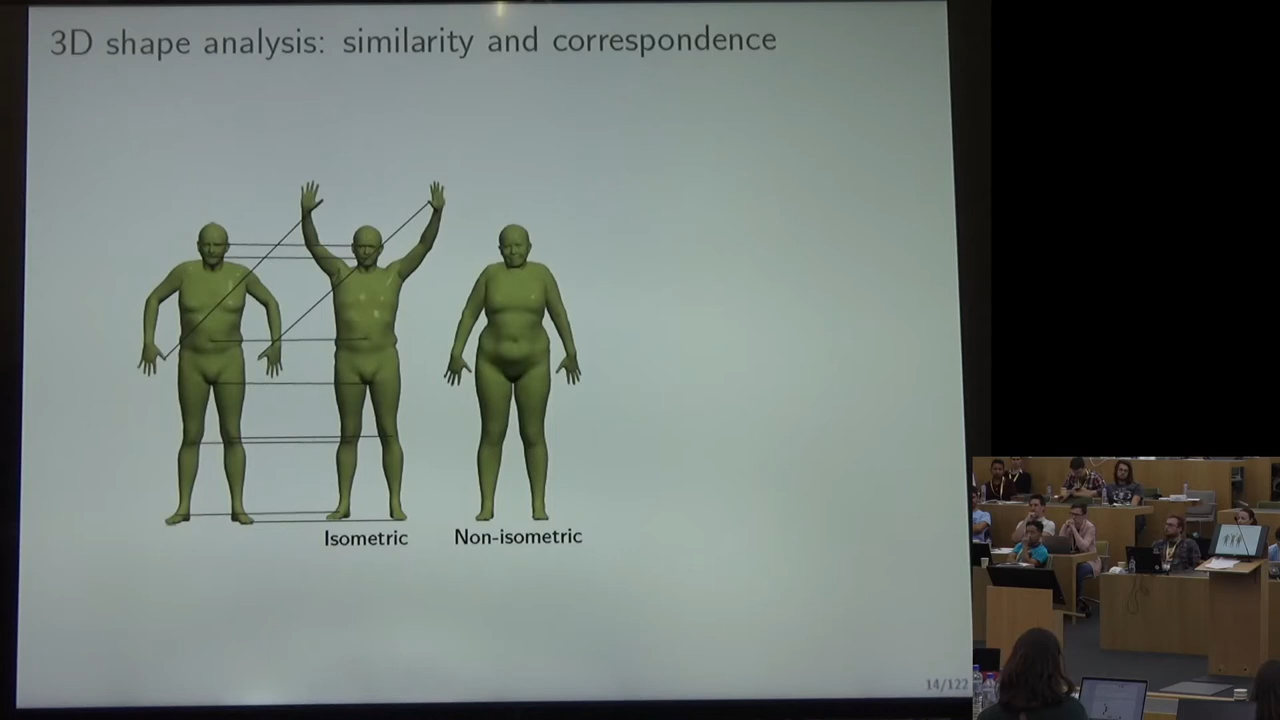 3D shape analysis: similarity and correspondence
Isometric
Non-isometric
14/122